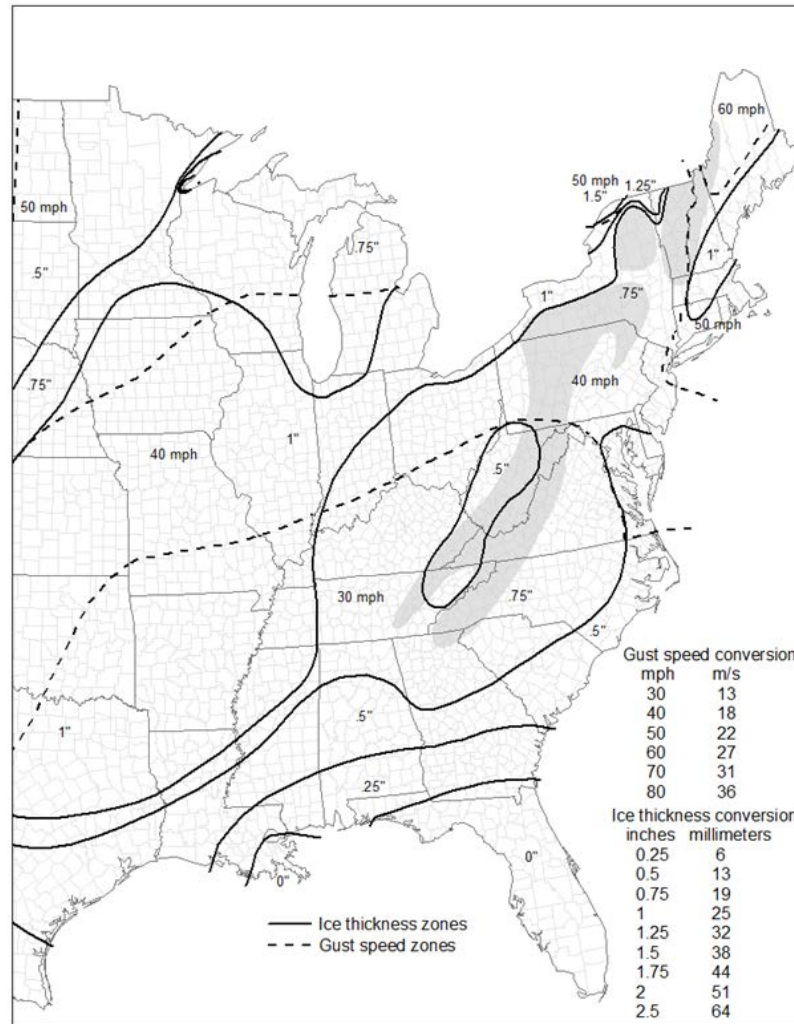 60 mph
50 mph
1.25"
1.5"
50 mph
.75"
.5"
1"
1"
.75"
50 mph
.75"
40 mph
1"
.5"
40 mph
30 mph
.75"
.5"
1"
.5"
.25"
0"
0"
Gust speed conversion
mph m/s
30 13
40 18
50 22
60 27
70 31
80 36
Ice thickness conversion
inches millimeters
0.25 6
0.5 13
0.75 19
1 25
1.25 32
1.5 38
1.75 44
2 51
2.5 64
Ice thickness zones
Gust speed zones